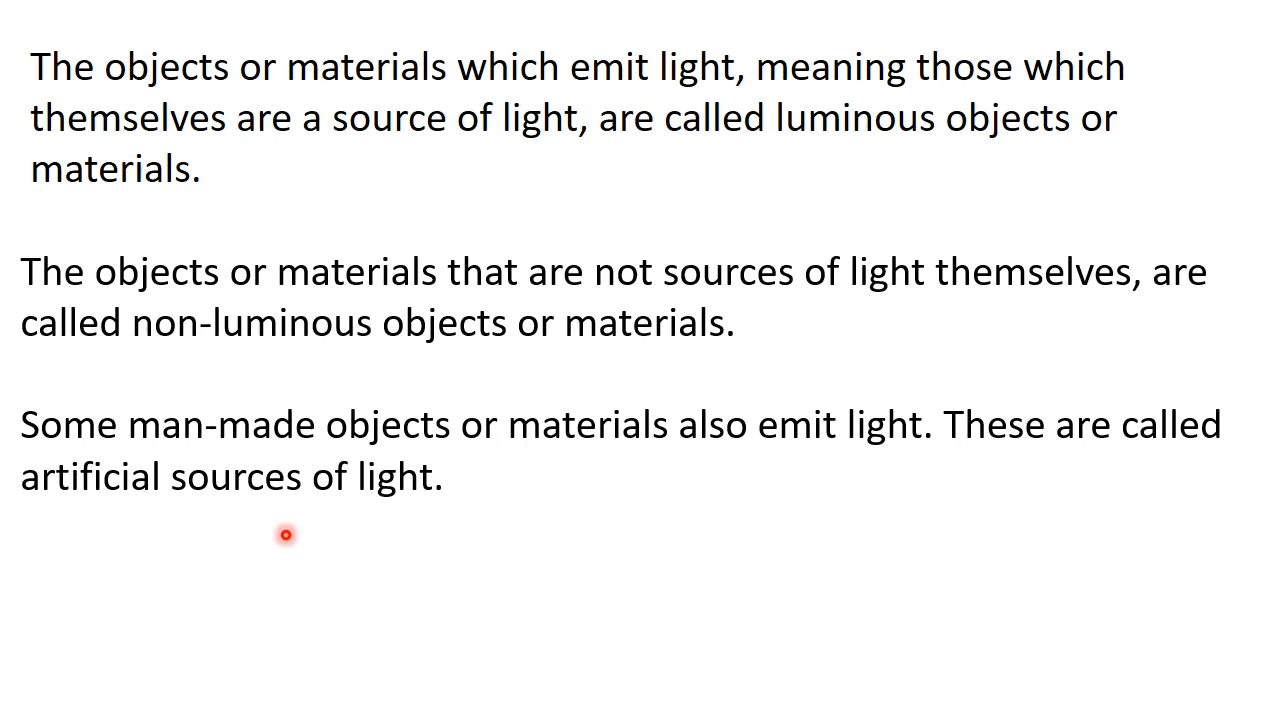 The objects or materials which emit light, meaning those which
themselves are a source of light, are called luminous objects or
materials.
The objects or materials that are not sources of light themselves, are
called non-luminous objects or materials.
Some man-made objects or materials also emit light. These are called
artificial sources of light.